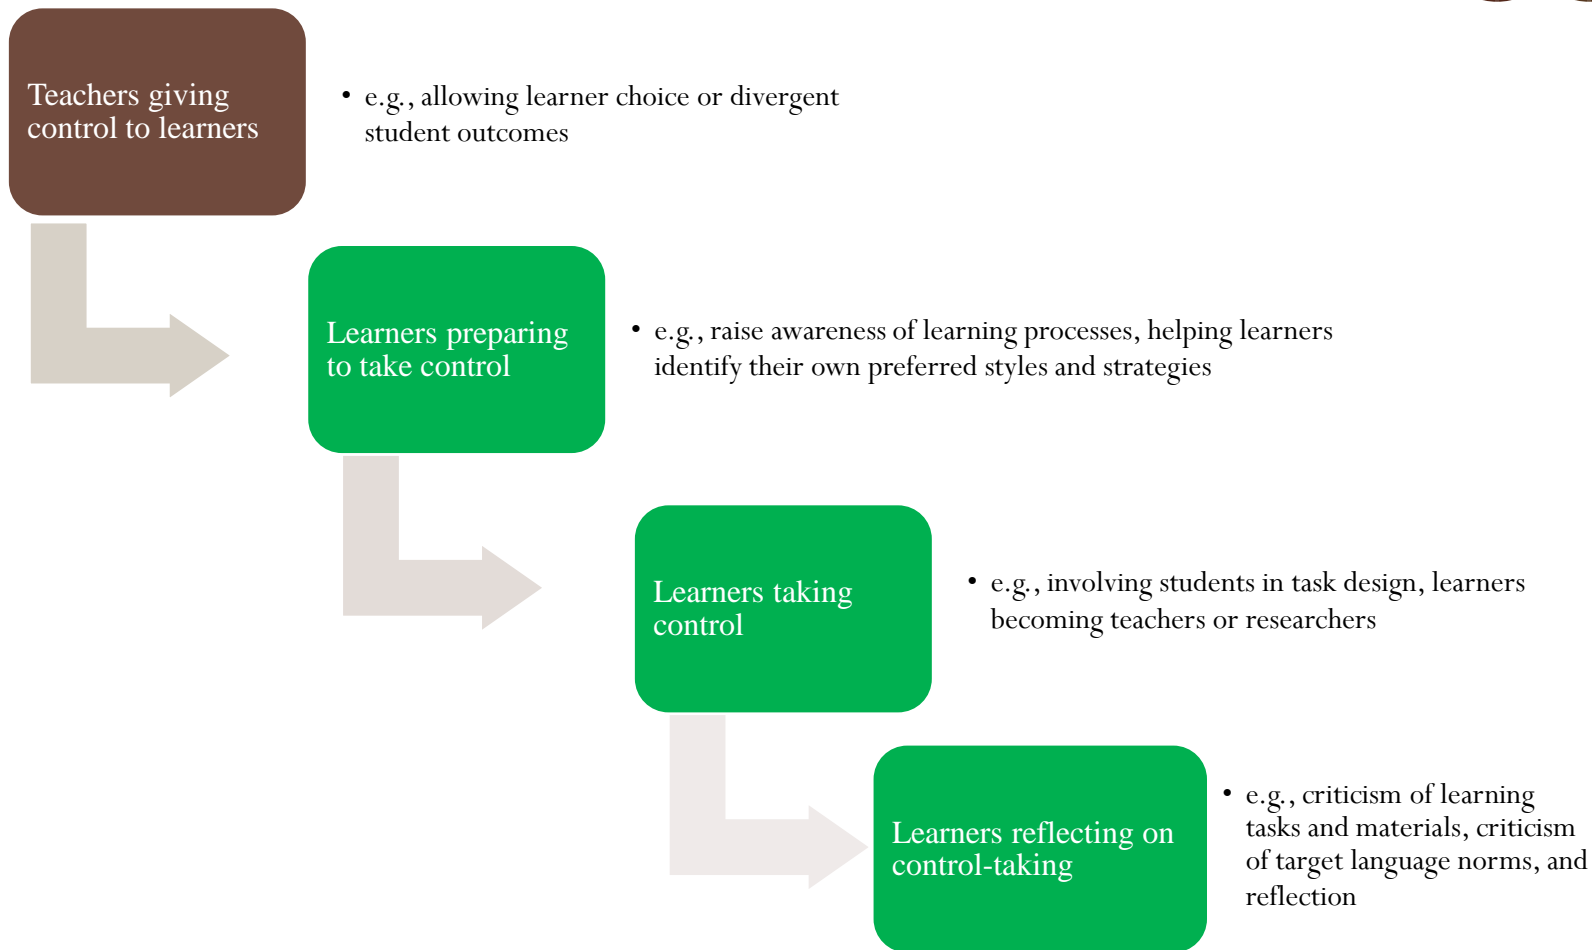 Teachers giving
control to learners
• e.g., allowing learner choice or divergent
student outcomes
Learners preparing
to take control
• e.g., raise awareness of learning processes, helping learners
identify their own preferred styles and strategies
Learners taking
control
• e.g., involving students in task design, learners
becoming teachers or researchers
Learners reflecting on
control-taking
• e.g., criticism of learning
tasks and materials, criticism
of target language norms, and
reflection